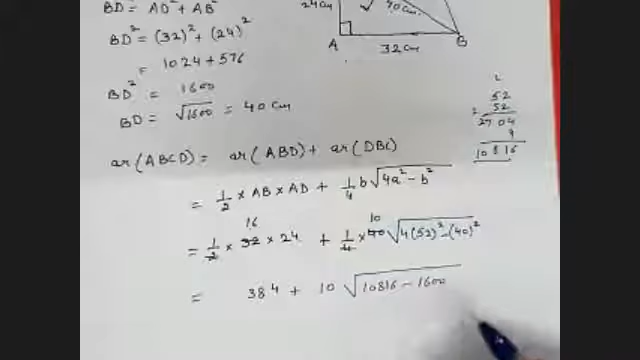 BD² = AD² + AB²
BD² = (32)² + (24)²
= 1024 + 576
BD² = 1600
BD = √1600 = 40 cm
24 cm
40 cm
A
32 cm
B
52
52
2704
10816
ar(ABCD) = ar(ABD) + ar(DBC)
= 1/2 × AB × AD + 1/4 b√4a² - b²
= 1/2 × 32 × 24 + 1/4 × 40 √4(52)² - (40)²
16
10
= 384 + 10 √10816 - 1600